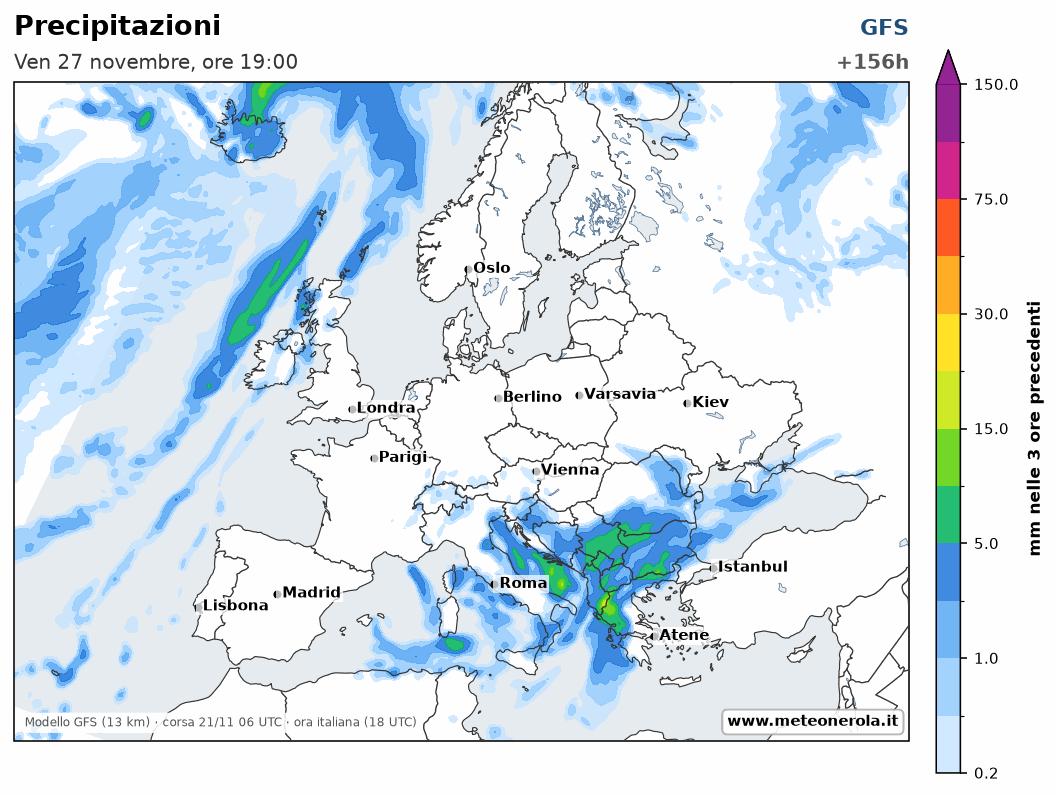 Precipitazioni
GFS
Ven 27 novembre, ore 19:00
+156h
150.0
75.0
30.0
15.0
5.0
1.0
0.2
mm nelle 3 ore precedenti
Oslo
Berlino
Varsavia
Kiev
Londra
Parigi
Vienna
Istanbul
Roma
Madrid
Lisbona
Atene
Modello GFS (13 km) · corsa 21/11 06 UTC · ora italiana (18 UTC)
www.meteonerola.it